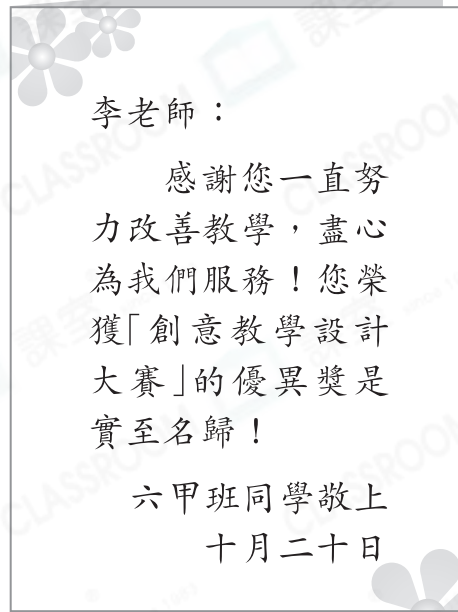 李老師：
感謝您一直努
力改善教學，盡心
為我們服務！您榮
獲「創意教學設計
大賽」的優異獎是
實至名歸！
六甲班同學敬上
十月二十日